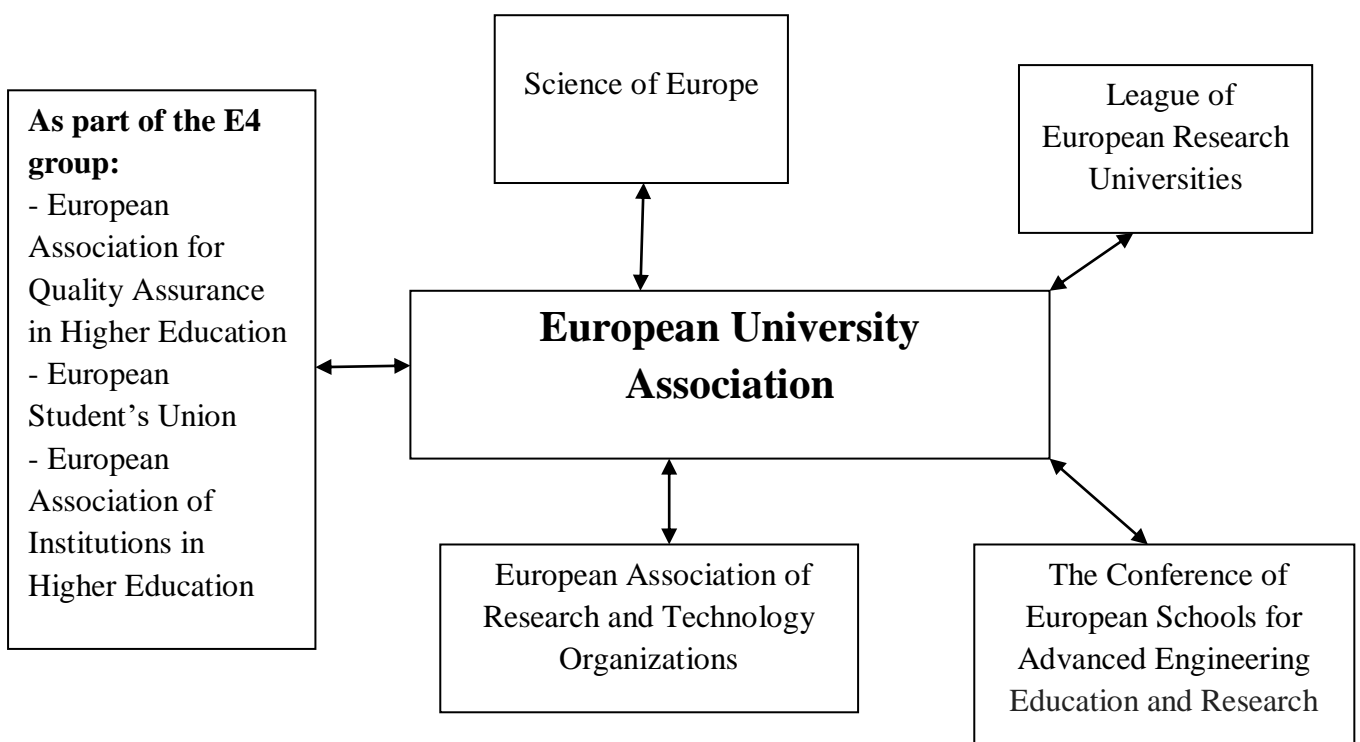 Science of Europe
League of
European Research
Universities
As part of the E4
group:
- European
Association for
Quality Assurance
in Higher Education
- European
Student’s Union
- European
Association of
Institutions in
Higher Education
European University
Association
European Association of
Research and Technology
Organizations
The Conference of
European Schools for
Advanced Engineering
Education and Research